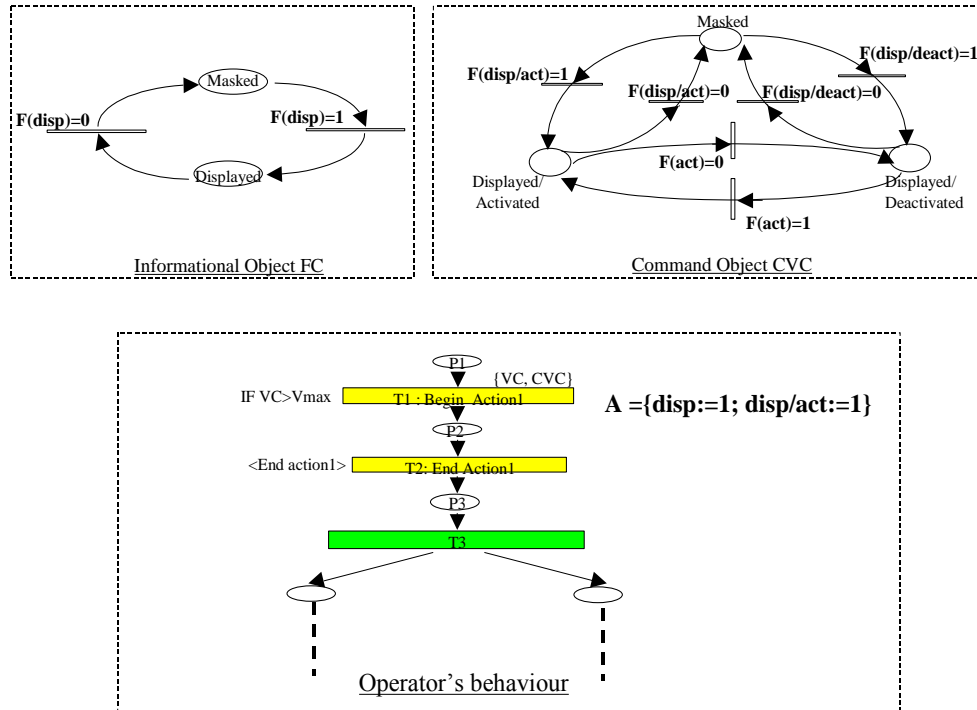 Masked
F(disp)=0
F(disp)=1
Displayed
Informational Object FC
Masked
F(disp/deact)=1
F(disp/act)=1
F(disp/act)=0
F(disp/deact)=0
F(act)=0
Displayed/
Activated
Displayed/
Deactivated
F(act)=1
Command Object CVC
P1
{VC, CVC}
IF VC>Vmax
T1 : Begin_Action1
A ={disp:=1; disp/act:=1}
P2
<End action1>
T2: End Action1
P3
T3
Operator's behaviour